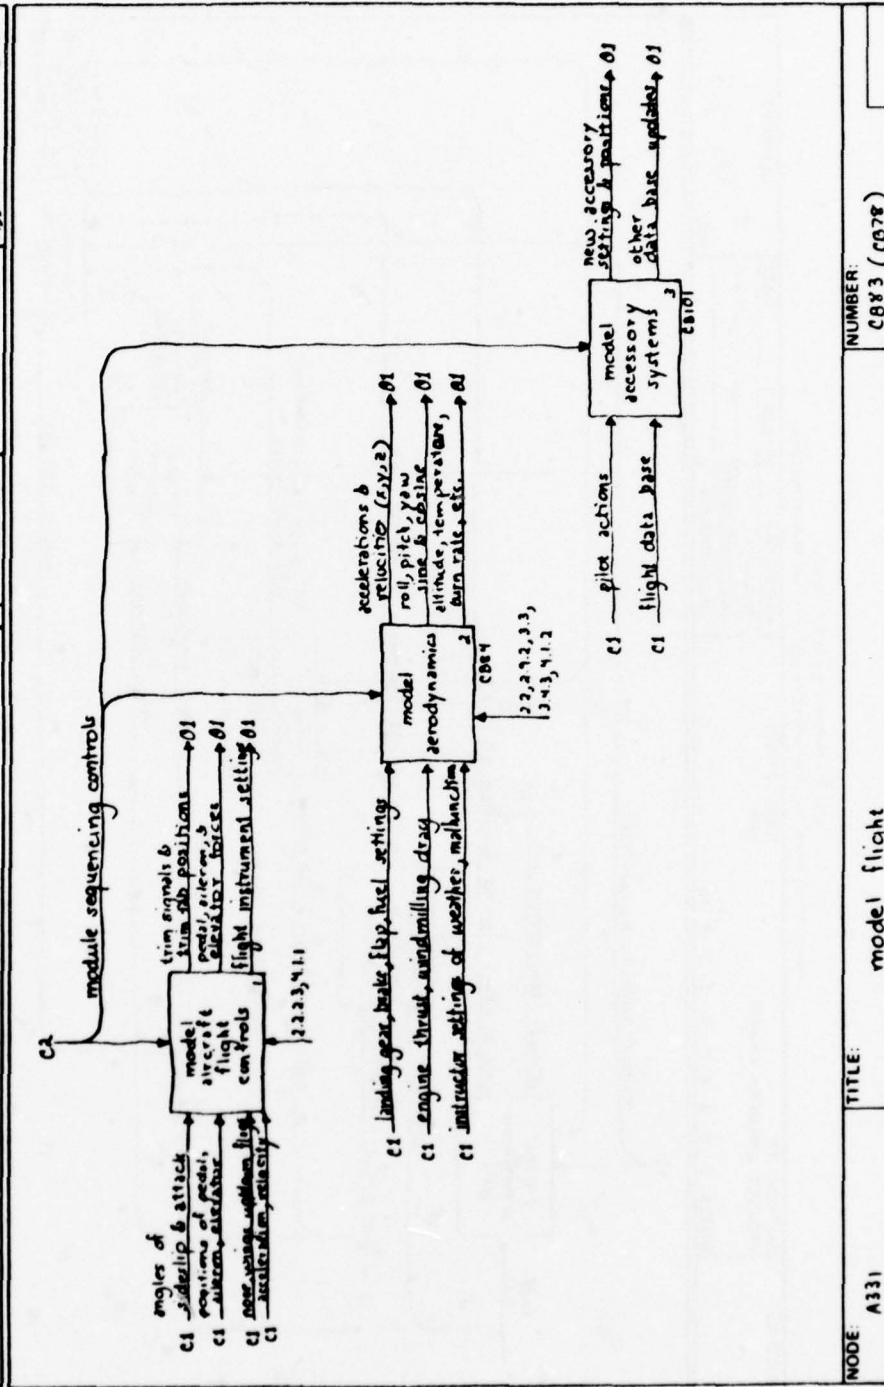 C2
module sequencing controls
angles of
C1 sideslip & attack
positions of pedal,
C1 aileron, elevator
C1
C1 acceleration, velocity
model
aircraft
flight
controls
1
2.2.2.3, 4.1.1
trim signals &
trim tab positions O1
pedal, aileron, &
elevator forces O1
flight instrument setting O1
C1 landing gear, brake, flap, fuel settings
C1 engine thrust, windmilling drag
C1 instructor settings of weather, malfunction
model
aerodynamics
2
CB84
2.2, 2.4.2, 3.3,
3.4.3, 4.1.2
accelerations &
velocities (x,y,z) O1
roll, pitch, yaw
sine & cosine O1
altitude, temperature,
turn rate, etc. O1
C1 pilot actions
C1 flight data base
model
accessory
systems
3
CB101
new accessory
settings & positions O1
other
data base updates O1
NODE: A331
TITLE: model flight
NUMBER: CB83 (CB78)